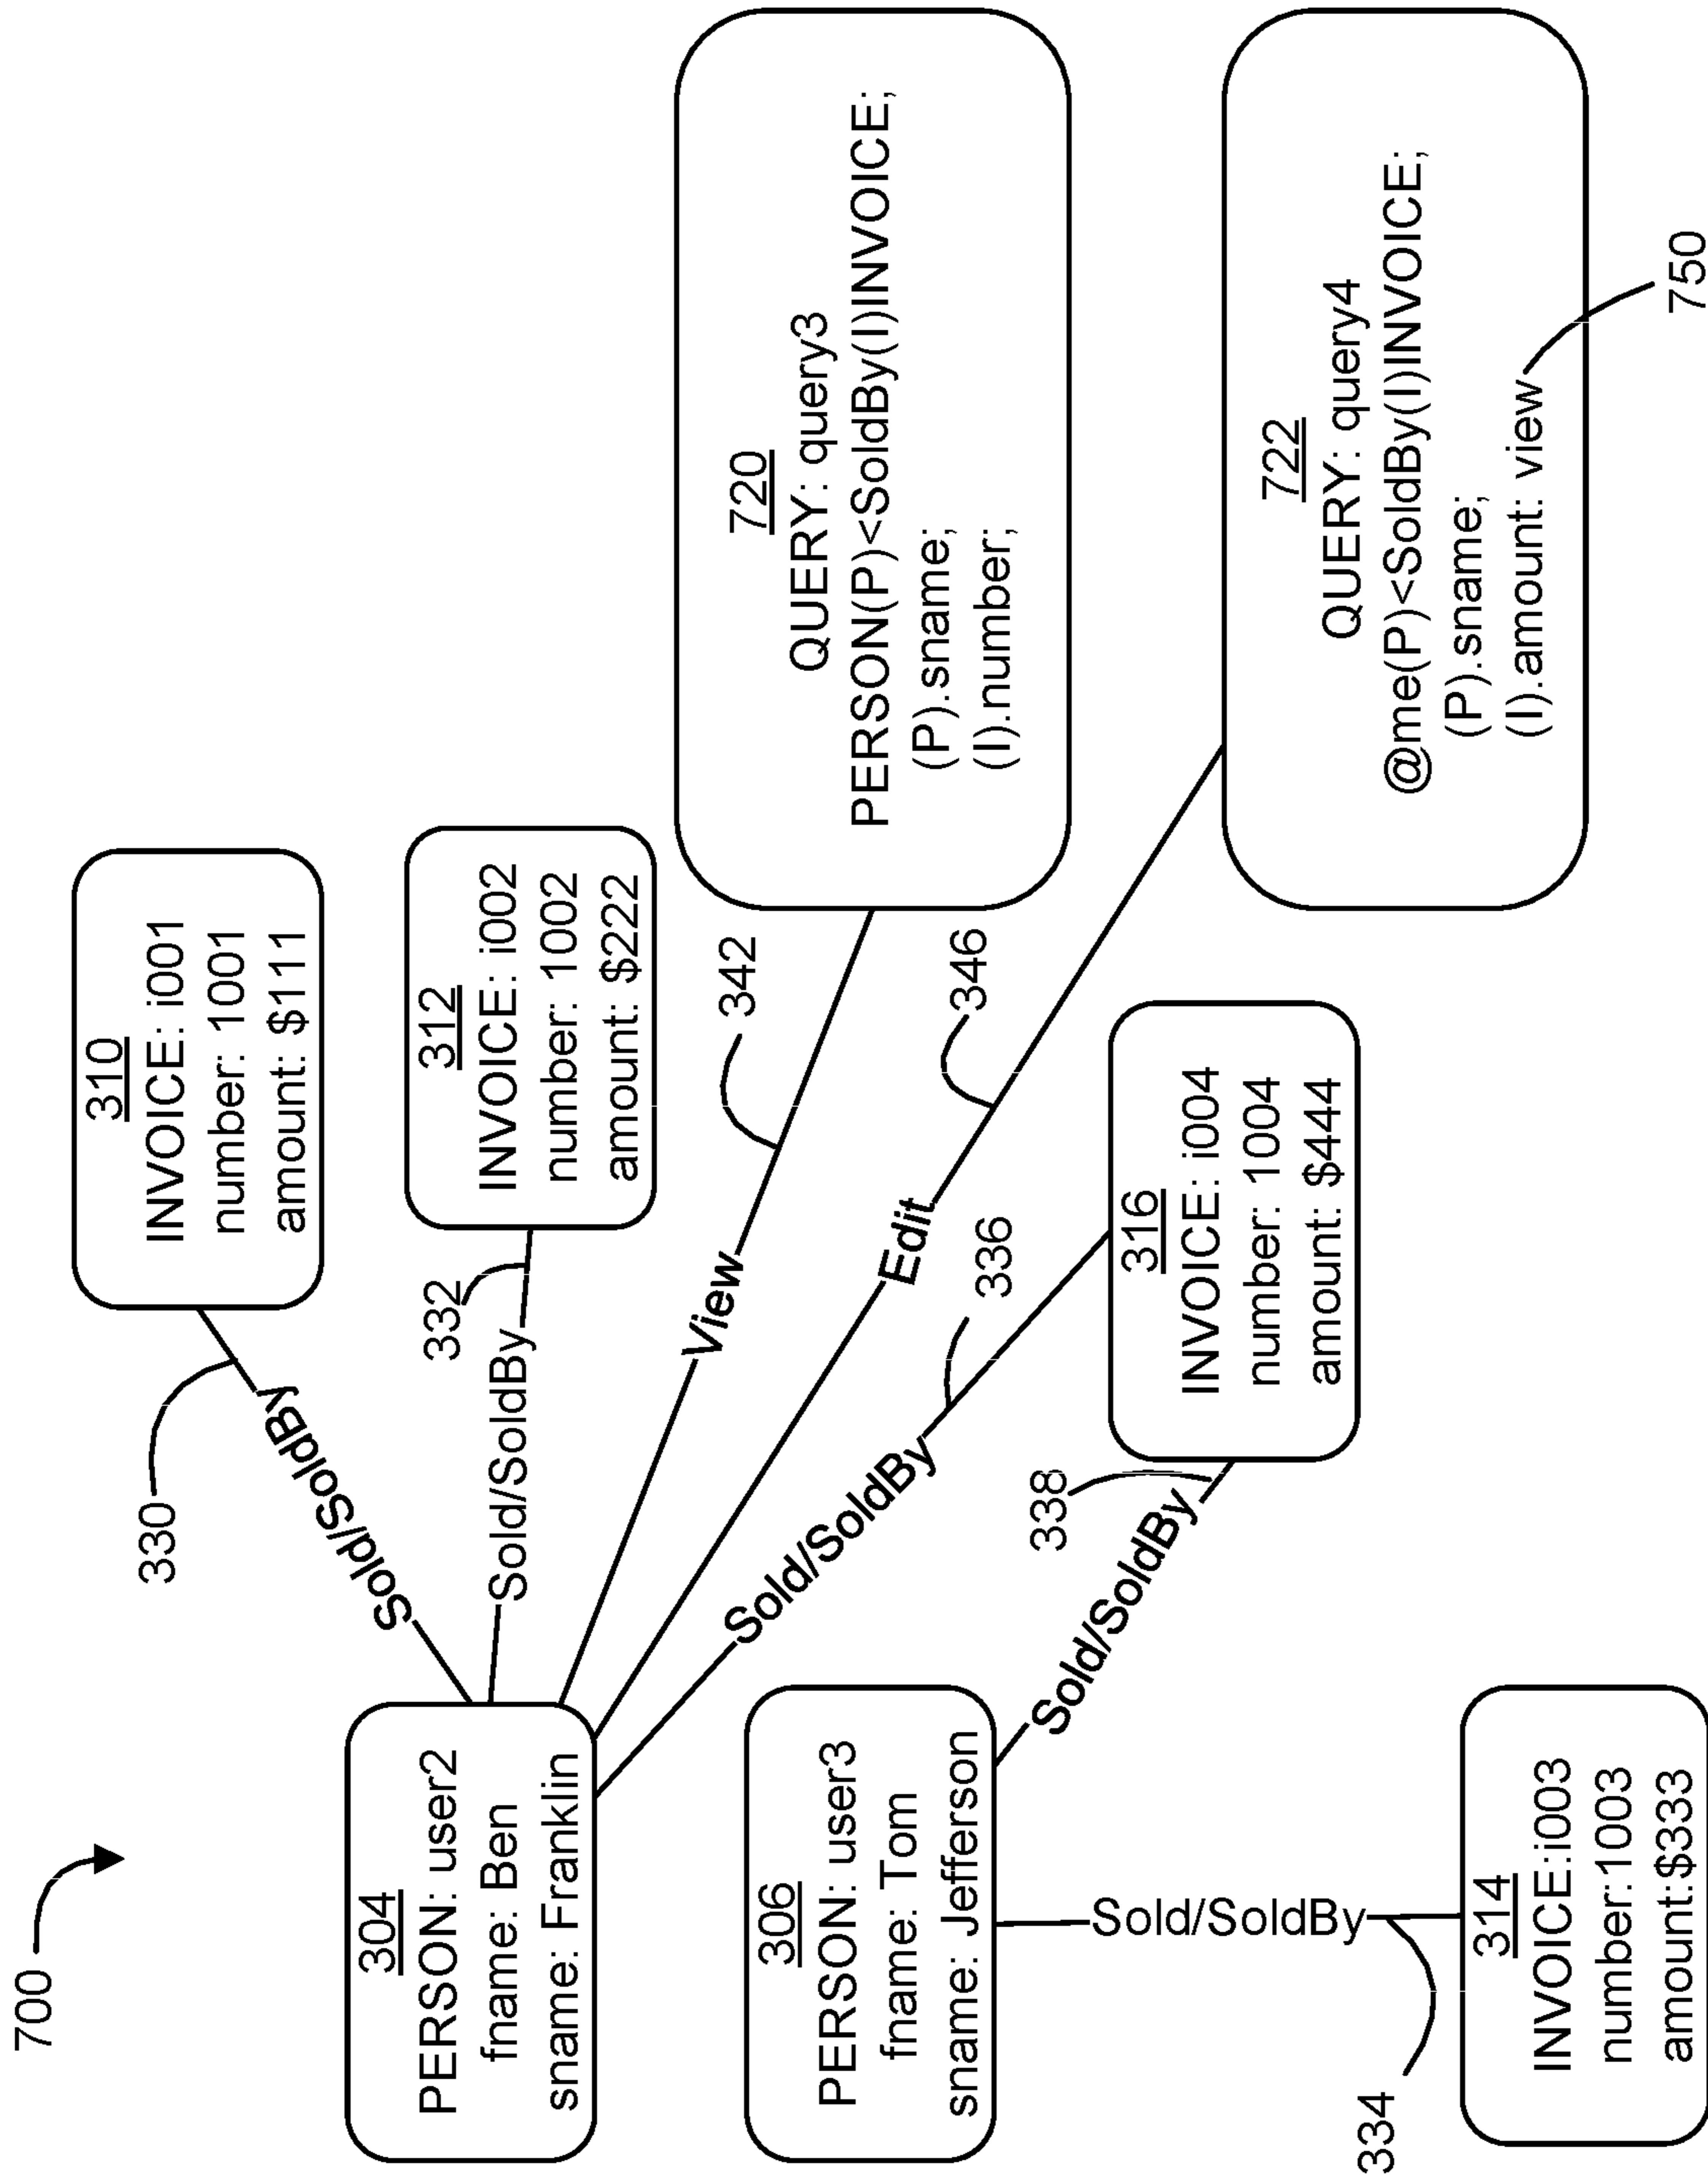 700
304
PERSON: user2
fname: Ben
sname: Franklin
330
Sold/SoldBy
310
INVOICE: i001
number: 1001
amount: $111
Sold/SoldBy
332
312
INVOICE: i002
number: 1002
amount: $222
View
342
720
QUERY: query3
PERSON(P)<SoldBy(I)INVOICE;
(P).sname;
(I).number;
Edit
346
722
QUERY: query4
@me(P)<SoldBy(I)INVOICE;
(P).sname;
(I).amount: view
750
Sold/SoldBy
336
316
INVOICE: i004
number: 1004
amount: $444
306
PERSON: user3
fname: Tom
sname: Jefferson
Sold/SoldBy
338
Sold/SoldBy
334
314
INVOICE:i003
number:1003
amount:$333